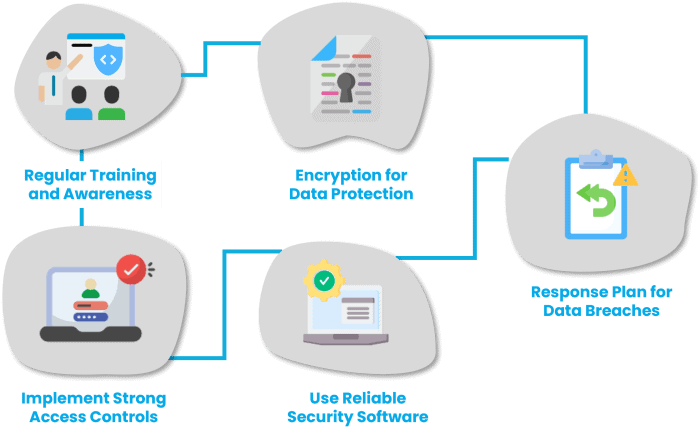 Regular Training
and Awareness
Encryption for
Data Protection
Response Plan for
Data Breaches
Implement Strong
Access Controls
Use Reliable
Security Software